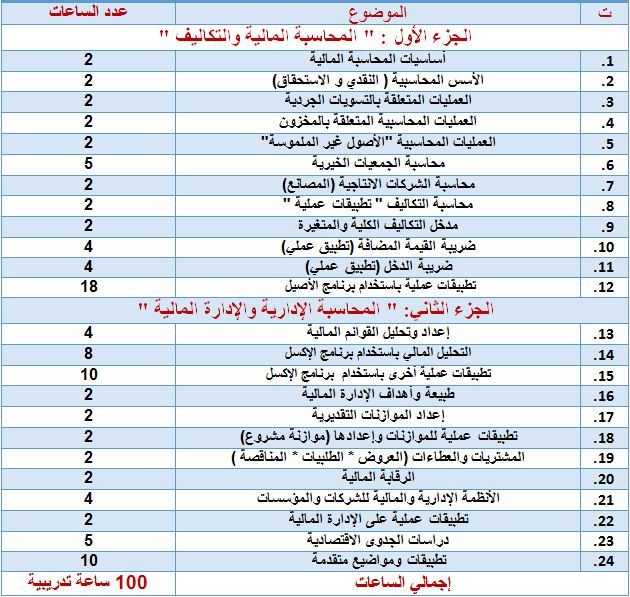 ت الموضوع عدد الساعات
الجزء الأول : " المحاسبة المالية والتكاليف "
1. أساسيات المحاسبة المالية 2
2. الأسس المحاسبية ( النقدي و الاستحقاق) 2
3. العمليات المتعلقة بالتسويات الجردية 2
4. العمليات المحاسبية المتعلقة بالمخزون 2
5. العمليات المحاسبية "الأصول غير الملموسة" 2
6. محاسبة الجمعيات الخيرية 5
7. محاسبة الشركات الانتاجية (المصانع) 2
8. محاسبة التكاليف " تطبيقات عملية " 2
9. مدخل التكاليف الكلية والمتغيرة 2
10. ضريبة القيمة المضافة (تطبيق عملي) 4
11. ضريبة الدخل (تطبيق عملي) 4
12. تطبيقات عملية باستخدام برنامج الأصيل 18
الجزء الثاني: " المحاسبة الإدارية والإدارة المالية "
13. إعداد وتحليل القوائم المالية 4
14. التحليل المالي باستخدام برنامج الإكسل 8
15. تطبيقات عملية أخرى باستخدام برنامج الإكسل 10
16. طبيعة وأهداف الإدارة المالية 2
17. إعداد الموازنات التقديرية 2
18. تطبيقات عملية للموازنات وإعدادها (موازنة مشروع) 2
19. المشتريات والعطاءات (العروض * الطلبيات * المناقصة ) 2
20. الرقابة المالية 2
21. الأنظمة الإدارية والمالية للشركات والمؤسسات 4
22. تطبيقات عملية على الإدارة المالية 2
23. دراسات الجدوى الاقتصادية 5
24. تطبيقات ومواضيع متقدمة 10
إجمالي الساعات 100 ساعة تدريبية